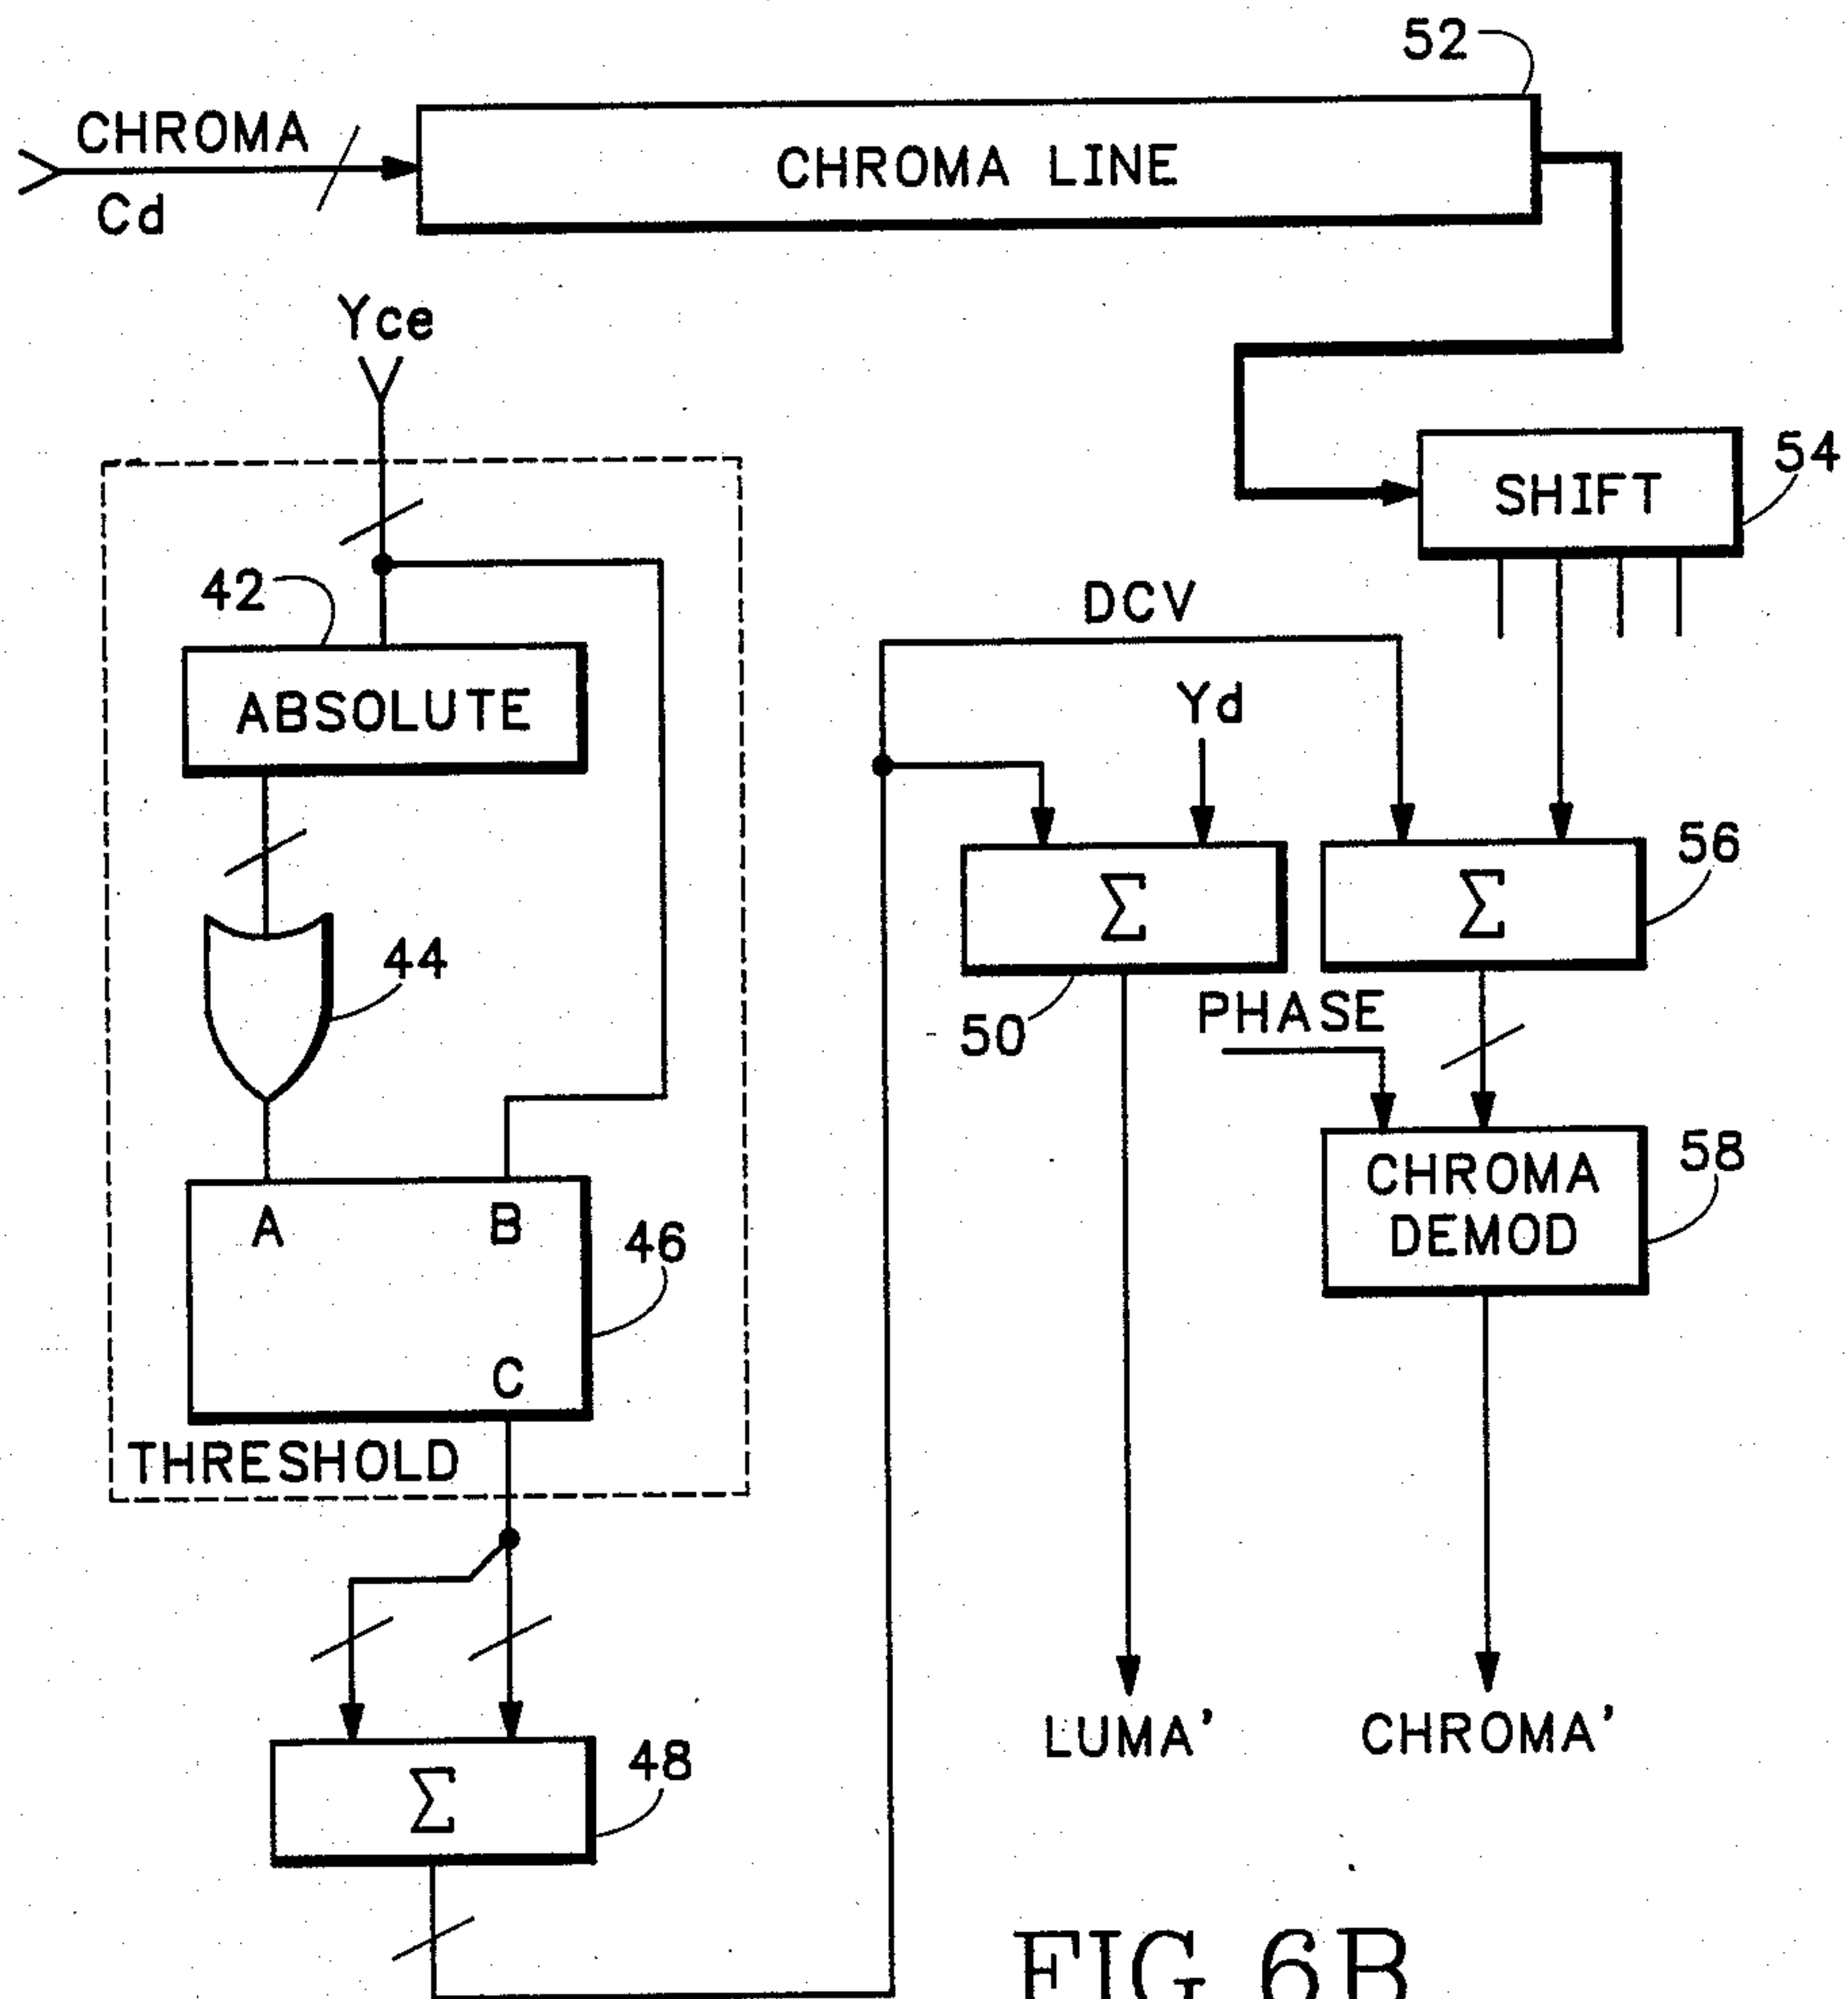 52
CHROMA
CHROMA LINE
Cd
Yce
54
SHIFT
42
DCV
ABSOLUTE
Yd
56
Σ
Σ
44
PHASE
50
CHROMA
DEMOD
58
A
B
46
C
THRESHOLD
LUMA'
CHROMA'
48
Σ
FIG 6B